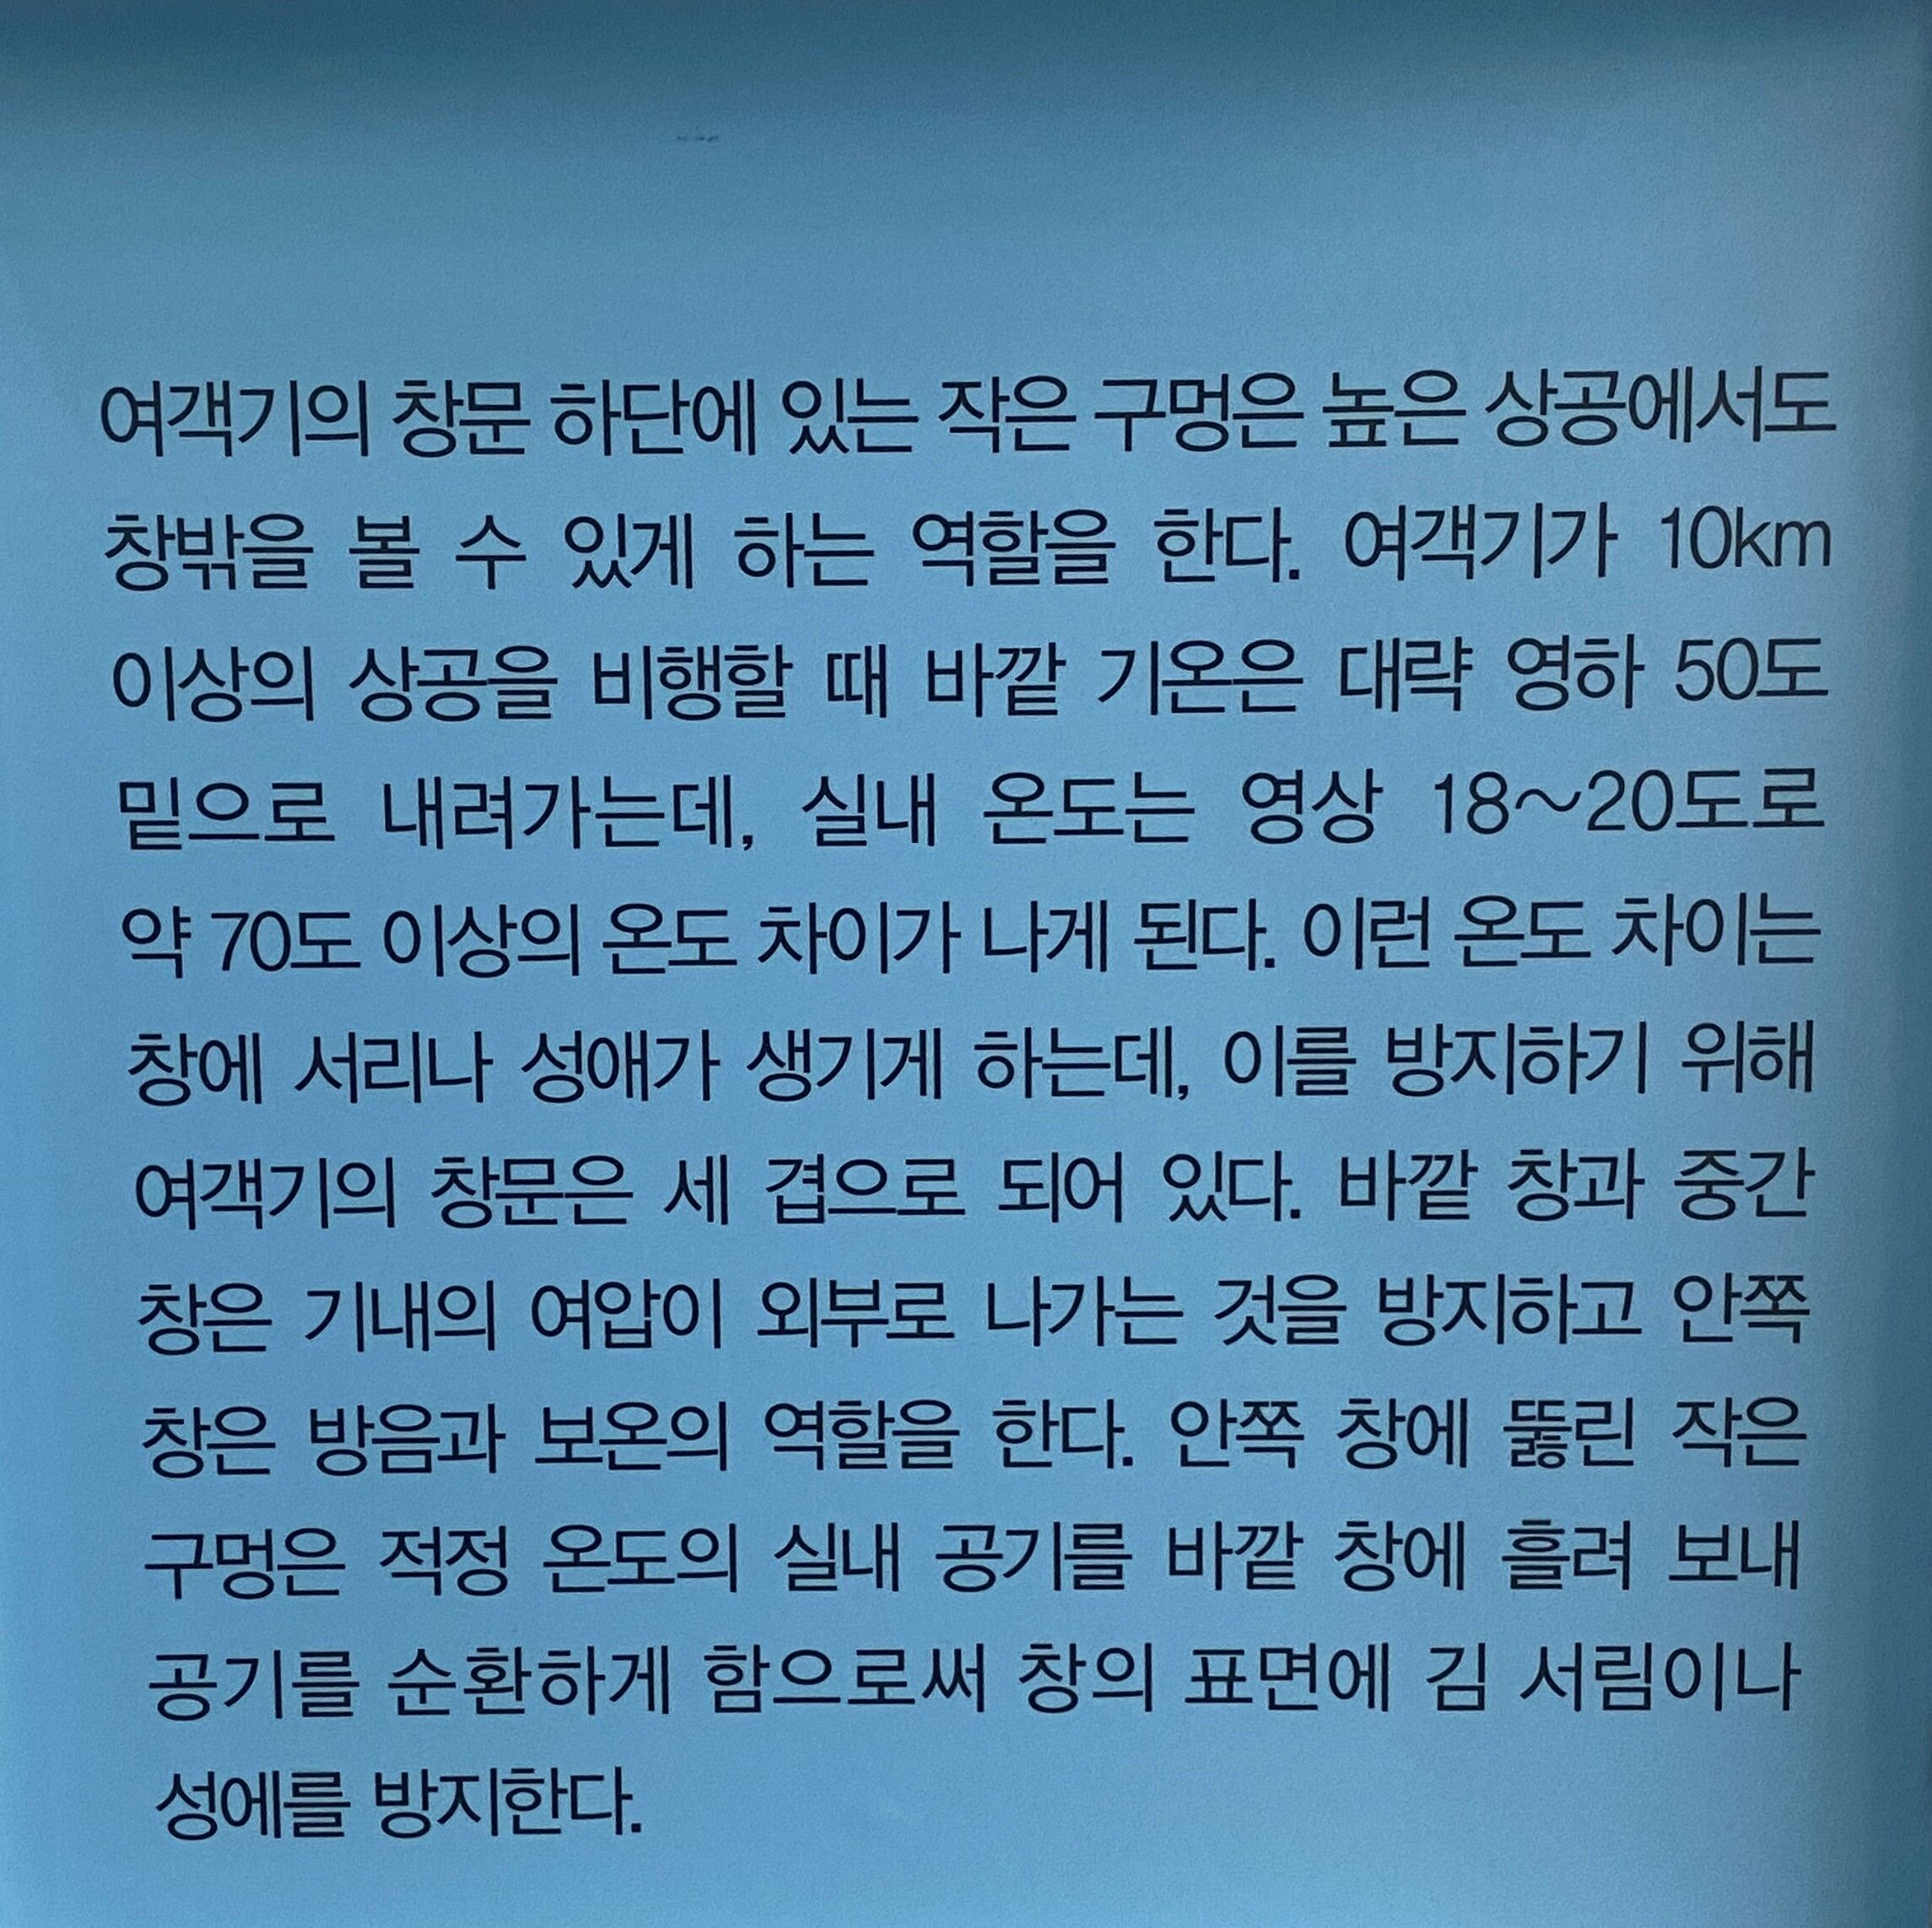 여객기의 창문 하단에 있는 작은 구멍은 높은 상공에서도
창밖을 볼 수 있게 하는 역할을 한다. 여객기가 10km
이상의 상공을 비행할 때 바깥 기온은 대략 영하 50도
밑으로 내려가는데, 실내 온도는 영상 18～20도로
약 70도 이상의 온도 차이가 나게 된다. 이런 온도 차이는
창에 서리나 성애가 생기게 하는데, 이를 방지하기 위해
여객기의 창문은 세 겹으로 되어 있다. 바깥 창과 중간
창은 기내의 여압이 외부로 나가는 것을 방지하고 안쪽
창은 방음과 보온의 역할을 한다. 안쪽 창에 뚫린 작은
구멍은 적정 온도의 실내 공기를 바깥 창에 흘려 보내
공기를 순환하게 함으로써 창의 표면에 김 서림이나
성에를 방지한다.